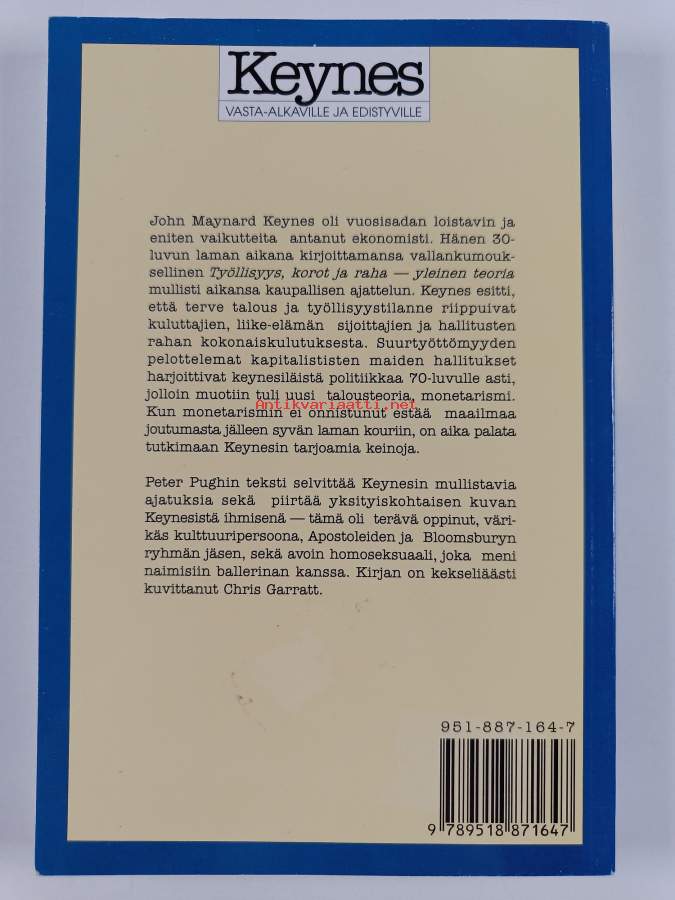 Keynes
VASTA-ALKAVILLE JA EDISTYVILLE
John Maynard Keynes oli vuosisadan loistavin ja
eniten vaikutteita antanut ekonomisti. Hänen 30-
luvun laman aikana kirjoittamansa vallankumouk-
sellinen Työllisyys, korot ja raha — yleinen teoria
mullisti aikansa kaupallisen ajattelun. Keynes esitti,
että terve talous ja työllisyystilanne riippuivat
kuluttajien, liike-elämän sijoittajien ja hallitusten
rahan kokonaiskulutuksesta. Suurtyöttömyyden
pelottelemat kapitalististen maiden hallitukset
harjoittivat keynesiläistä politiikkaa 70-luvulle asti,
jolloin muotiin tuli uusi talousteoria, monetarismi.
Antikvariaatti.net
Kun monetarismin ei onnistunut estää maailmaa
joutumasta jälleen syvän laman kouriin, on aika palata
tutkimaan Keynesin tarjoamia keinoja.
Peter Pughin teksti selvittää Keynesin mullistavia
ajatuksia sekä piirtää yksityiskohtaisen kuvan
Keynesistä ihmisenä — tämä oli terävä oppinut, väri-
käs kulttuuripersoona, Apostoleiden ja Bloomsburyn
ryhmän jäsen, sekä avoin homoseksuaali, joka meni
naimisiin ballerinan kanssa. Kirjan on kekseliäästi
kuvittanut Chris Garratt.
951-887-164-7
9 789518 871647